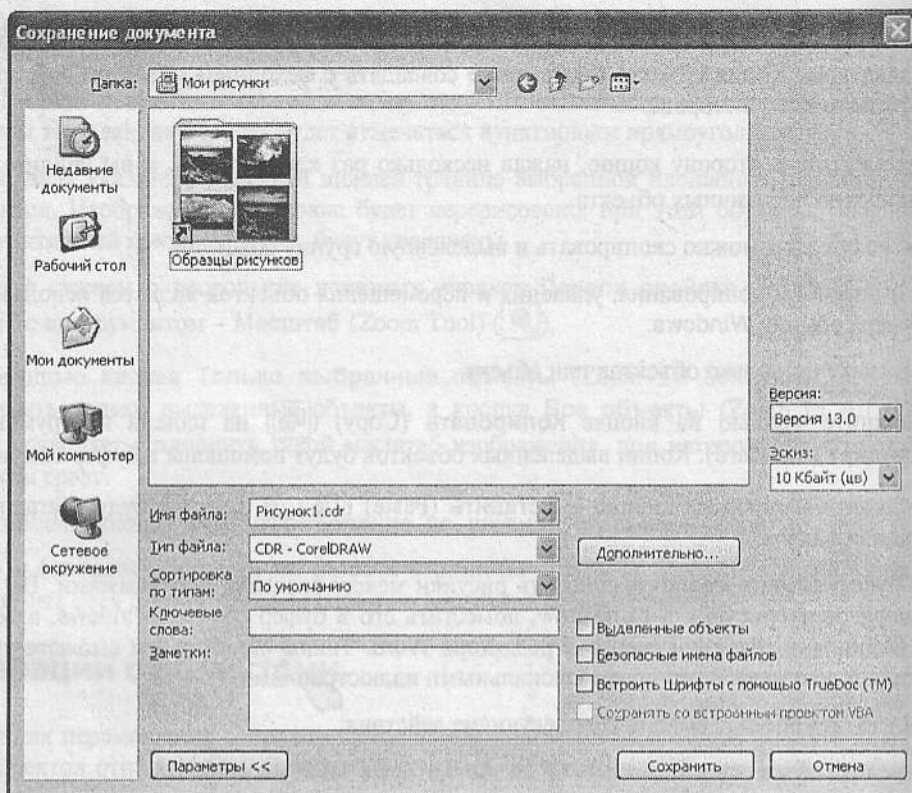 Сохранение документа
Папка:
Мои рисунки
Недавние
документы
Рабочий стол
Мои документы
Мой компьютер
Сетевое
окружение
Образцы рисунков
Версия:
Версия 13.0
Эскиз:
10 Кбайт (цв)
Имя файла:
Рисунок1.cdr
Тип файла:
CDR - CorelDRAW
Дополнительно...
Сортировка
по типам:
По умолчанию
Ключевые
слова:
Заметки:
Выделенные объекты
Безопасные имена файлов
Встроить Шрифты с помощью TrueDoc (TM)
Сохранять со встроенным проектом VBA
Параметры <<
Сохранить
Отмена